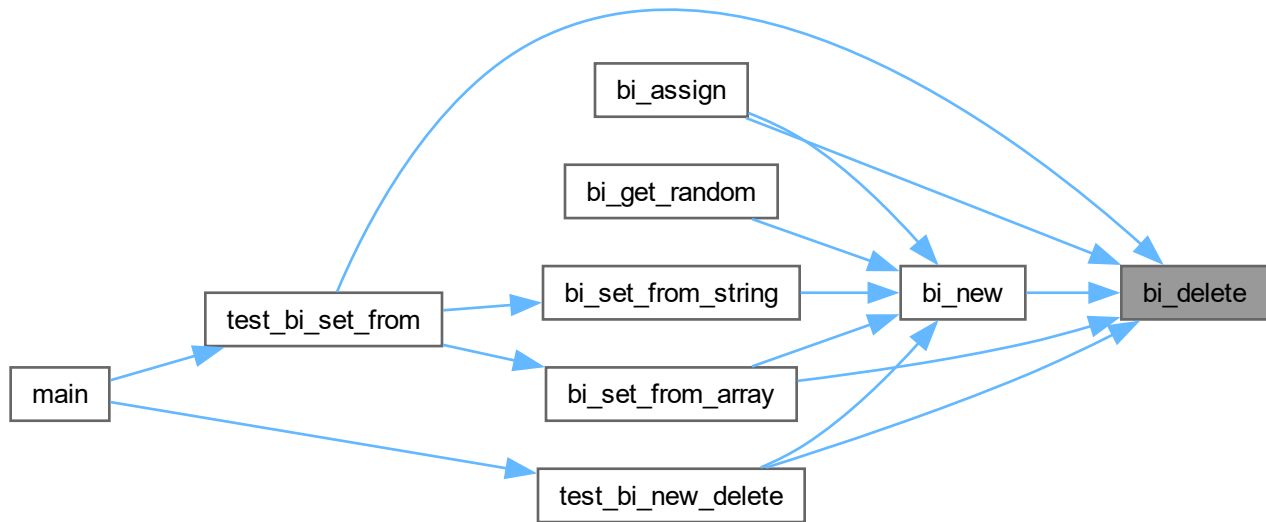 bi_assign
bi_get_random
bi_set_from_string
bi_new
bi_delete
test_bi_set_from
main
bi_set_from_array
test_bi_new_delete